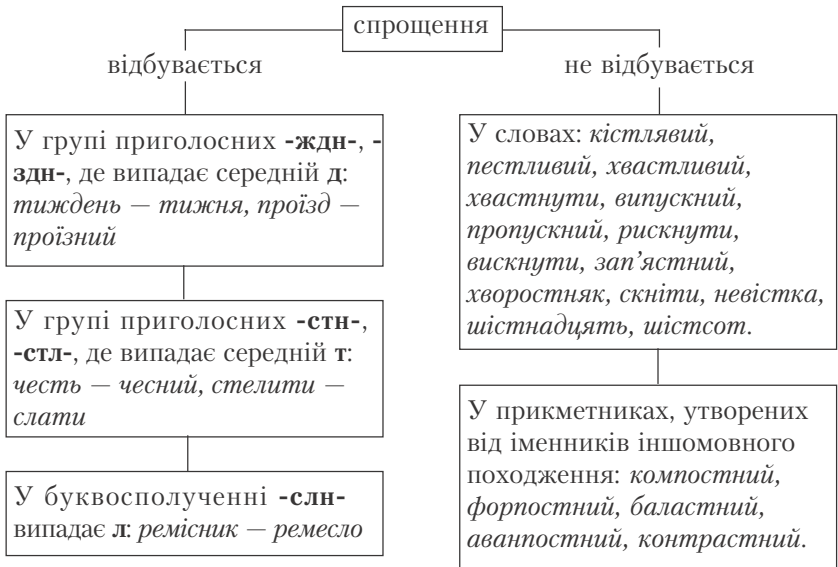 спрощення
відбувається
не відбувається
У групі приголосних -ждн-, -
здн-, де випадає середній д:
тиждень — тижня, проїзд —
проїзний
У групі приголосних -стн-,
-стл-, де випадає середній т:
честь — чесний, стелити —
слати
У буквосполученні -слн-
випадає л: ремісник — ремесло
У словах: кістлявий,
пестливий, хвастливий,
хвастнути, випускний,
пропускний, рискнути,
вискнути, зап’ястний,
хворостняк, скніти, невістка,
шістнадцять, шістсот.
У прикметниках, утворених
від іменників іншомовного
походження: компостний,
форпостний, баластний,
аванпостний, контрастний.